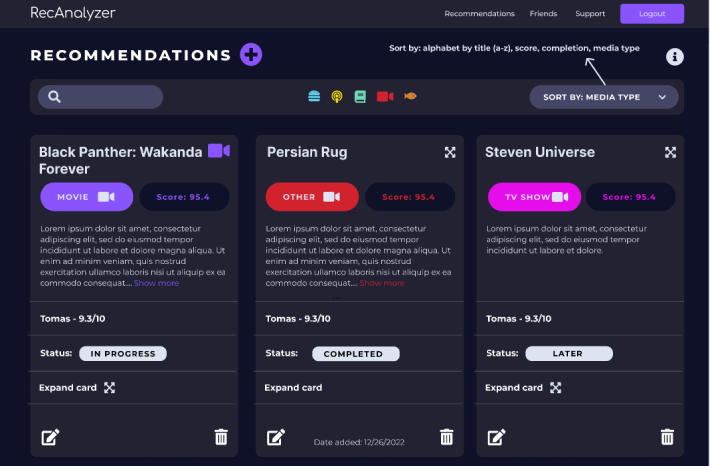 RecAnalyzer
Recommendations Friends Support Logout
RECOMMENDATIONS
Sort by: alphabet by title (a-z), score, completion, media type
SORT BY: MEDIA TYPE
Black Panther: Wakanda
Forever
MOVIE Score: 95.4
Lorem ipsum dolor sit amet, consectetur
adipiscing elit, sed do eiusmod tempor
incididunt ut labore et dolore magna aliqua. Ut
enim ad minim veniam, quis nostrud
exercitation ullamco laboris nisi ut aliquip ex ea
commodo consequat.... Show more
Tomas - 9.3/10
Status: IN PROGRESS
Expand card
Persian Rug
OTHER Score: 95.4
Lorem ipsum dolor sit amet, consectetur
adipiscing elit, sed do eiusmod tempor
incididunt ut labore et dolore magna aliqua. Ut
enim ad minim veniam, quis nostrud
exercitation ullamco laboris nisi ut aliquip ex ea
commodo consequat.... Show more
Tomas - 9.3/10
Status: COMPLETED
Expand card
Date added: 12/26/2022
Steven Universe
TV SHOW Score: 95.4
Lorem ipsum dolor sit amet, consectetur
adipiscing elit, sed do eiusmod tempor
incididunt ut labore et dolore.
Tomas - 9.3/10
Status: LATER
Expand card